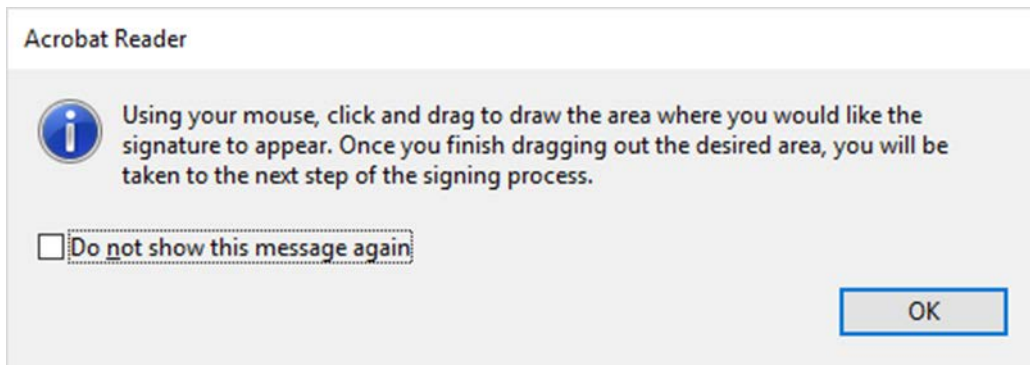 Acrobat Reader
Using your mouse, click and drag to draw the area where you would like the
signature to appear. Once you finish dragging out the desired area, you will be
taken to the next step of the signing process.
Do not show this message again
OK